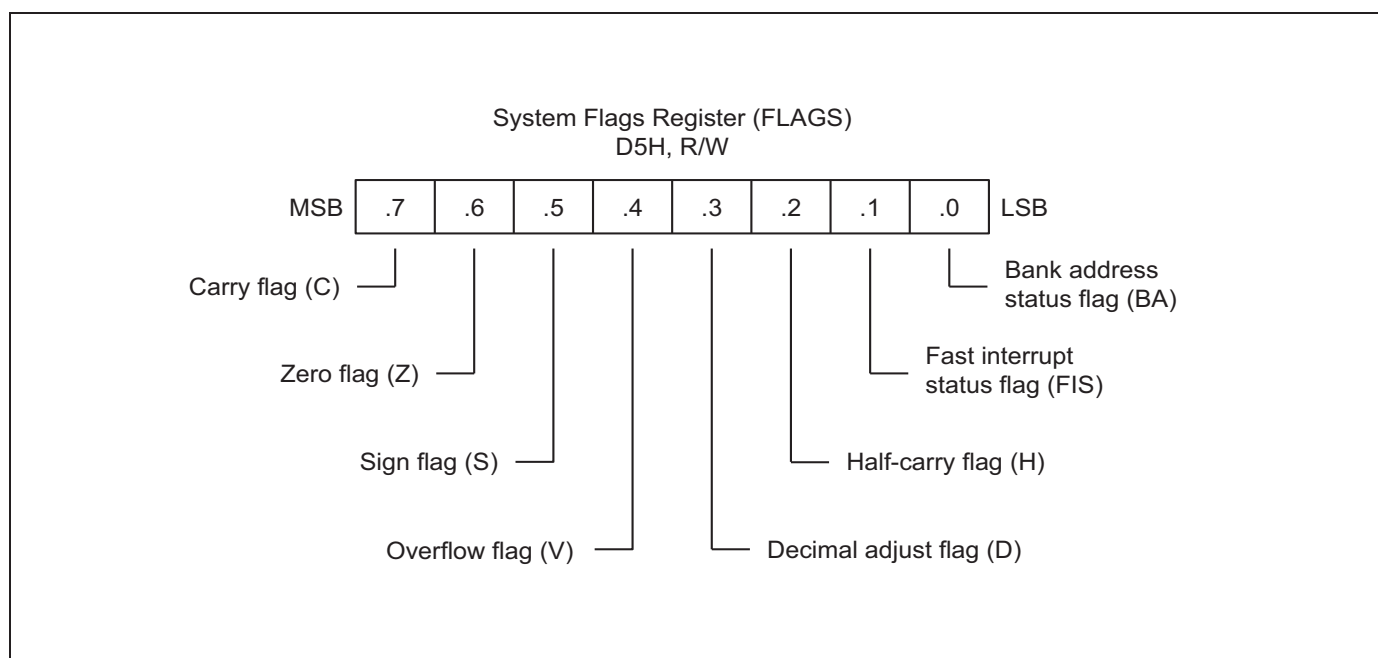 System Flags Register (FLAGS)
D5H, R/W
MSB .7 .6 .5 .4 .3 .2 .1 .0 LSB
Carry flag (C)
Bank address
status flag (BA)
Zero flag (Z)
Fast interrupt
status flag (FIS)
Sign flag (S)
Half-carry flag (H)
Overflow flag (V)
Decimal adjust flag (D)